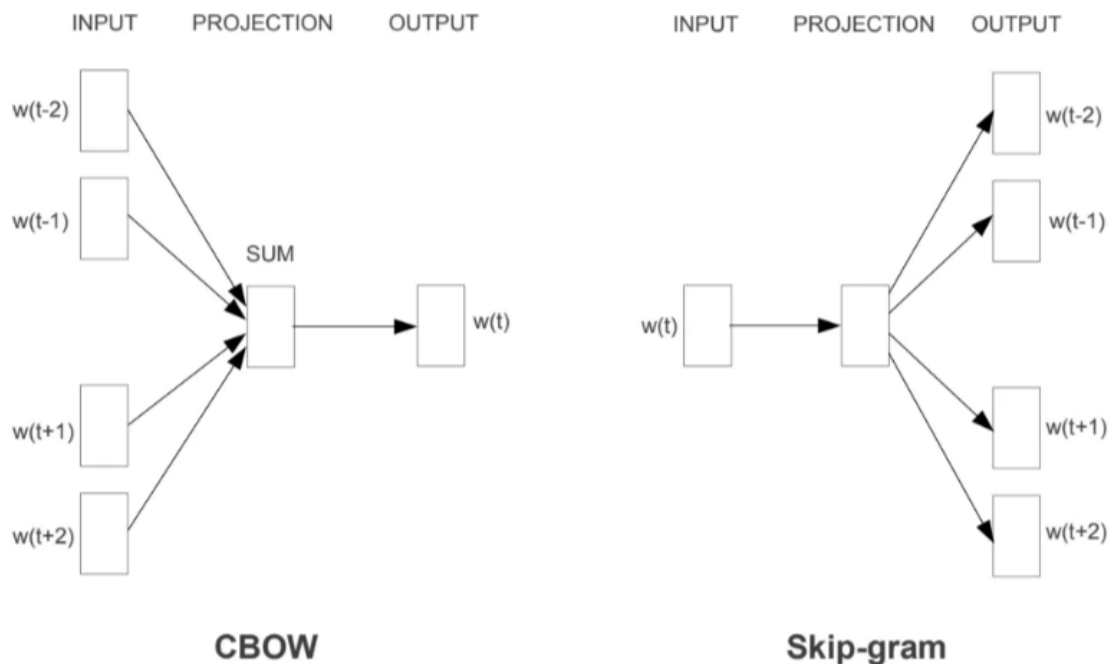 INPUT PROJECTION OUTPUT
w(t-2)
w(t-1)
SUM
w(t)
w(t+1)
w(t+2)
CBOW
INPUT PROJECTION OUTPUT
w(t-2)
w(t-1)
w(t)
w(t+1)
w(t+2)
Skip-gram